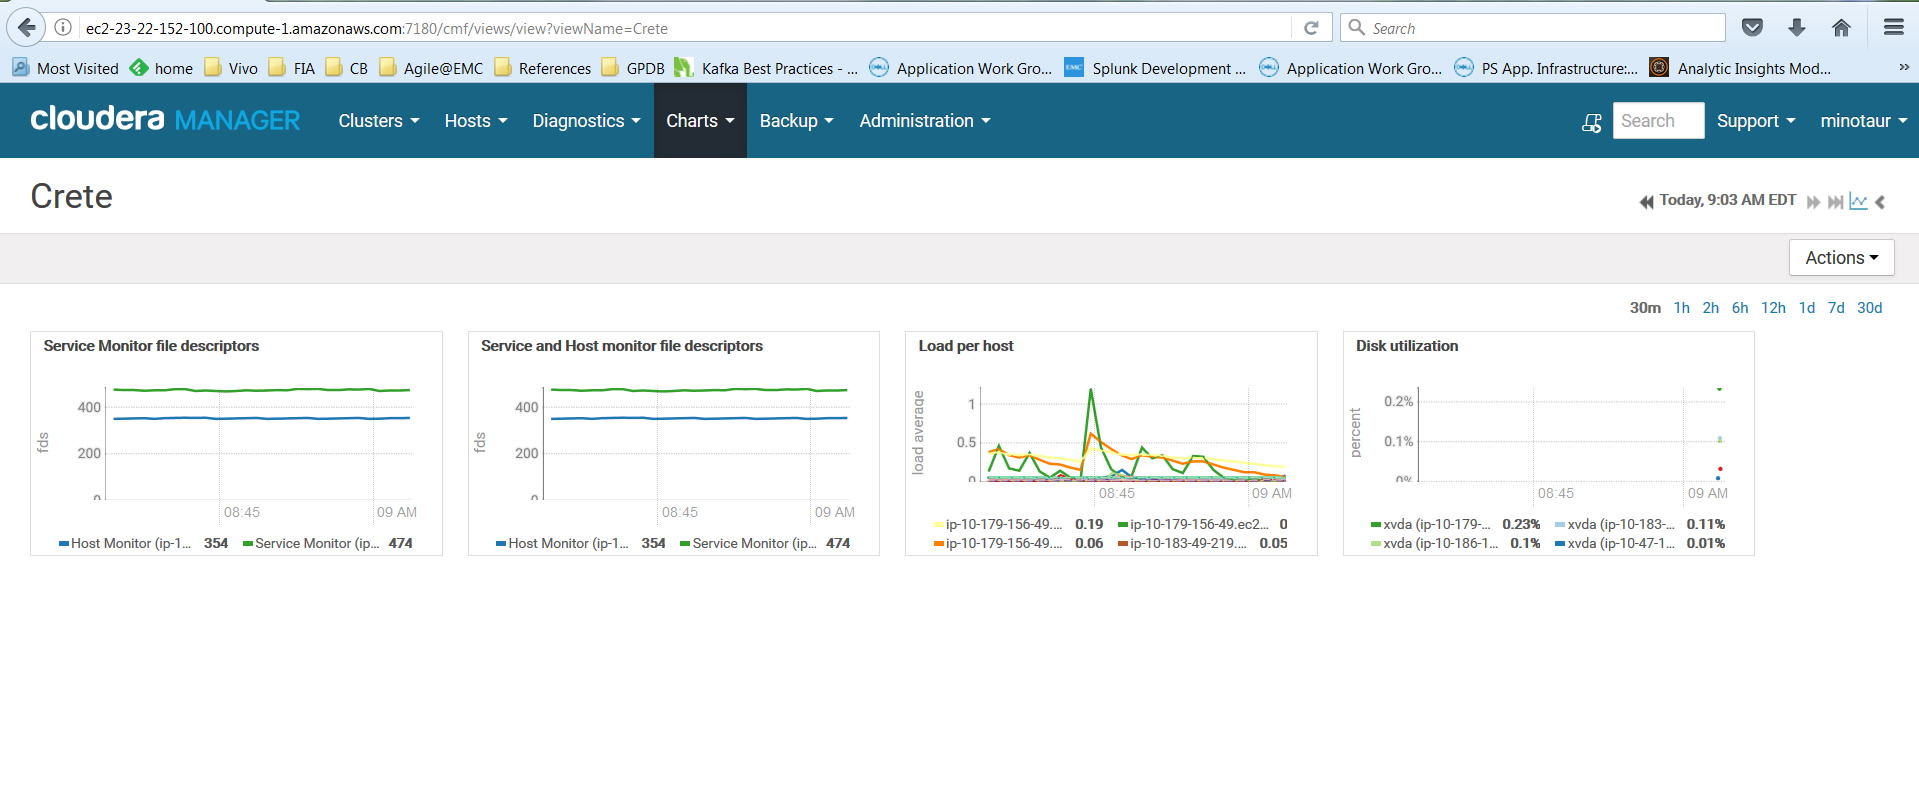 ec2-23-22-152-100.compute-1.amazonaws.com:7180/cmf/views/view?viewName=Crete
Search
Most Visited home Vivo FIA CB Agile@EMC References GPDB Kafka Best Practices - ... Application Work Gro... Splunk Development ... Application Work Gro... PS App. Infrastructure:... Analytic Insights Mod... »
cloudera MANAGER Clusters Hosts Diagnostics Charts Backup Administration Search Support minotaur
Crete
Today, 9:03 AM EDT
Actions
30m 1h 2h 6h 12h 1d 7d 30d
Service Monitor file descriptors
fds
400
200
0
08:45 09 AM
Host Monitor (ip-1... 354 Service Monitor (ip... 474
Service and Host monitor file descriptors
fds
400
200
0
08:45 09 AM
Host Monitor (ip-1... 354 Service Monitor (ip... 474
Load per host
load average
1
0.5
0
08:45 09 AM
ip-10-179-156-49.... 0.19 ip-10-179-156-49.ec2... 0
ip-10-179-156-49.... 0.06 ip-10-183-49-219.... 0.05
Disk utilization
percent
0.2%
0.1%
0%
08:45 09 AM
xvda (ip-10-179-... 0.23% xvda (ip-10-183-... 0.11%
xvda (ip-10-186-1... 0.1% xvda (ip-10-47-1... 0.01%